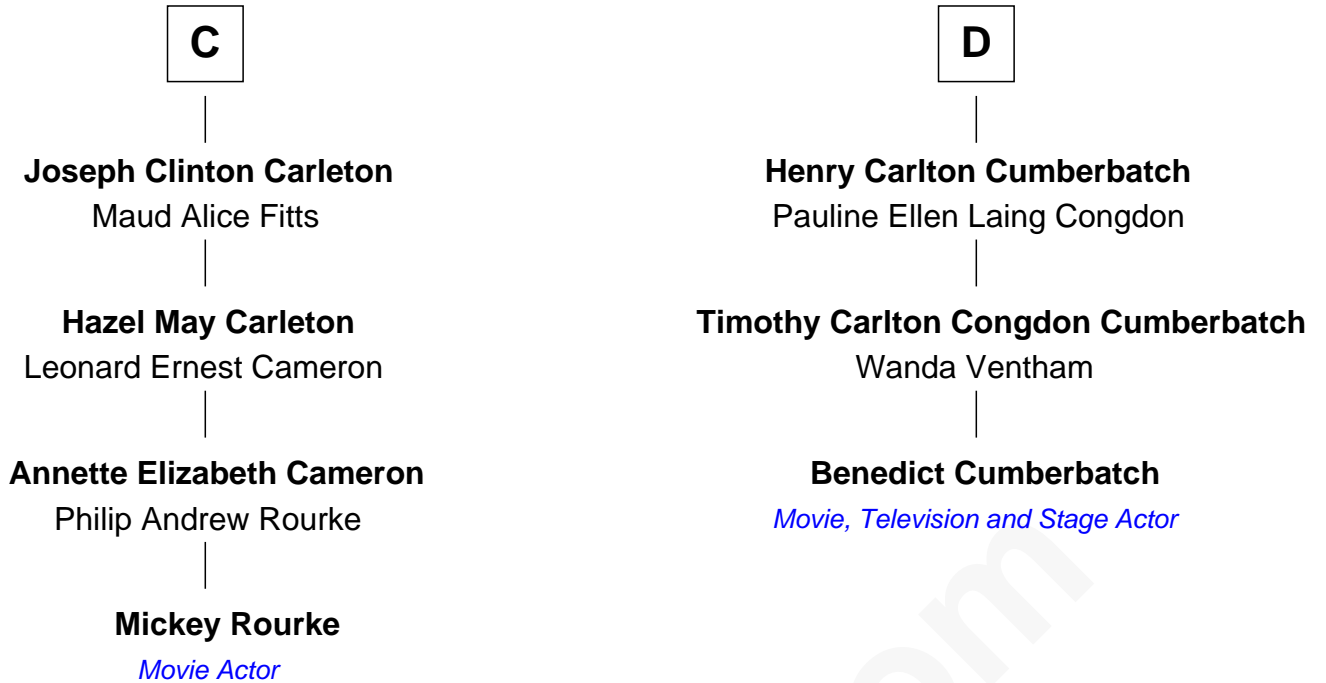 C
Joseph Clinton Carleton
Maud Alice Fitts
Hazel May Carleton
Leonard Ernest Cameron
Annette Elizabeth Cameron
Philip Andrew Rourke
Mickey Rourke
Movie Actor
D
Henry Carlton Cumberbatch
Pauline Ellen Laing Congdon
Timothy Carlton Congdon Cumberbatch
Wanda Ventham
Benedict Cumberbatch
Movie, Television and Stage Actor
om